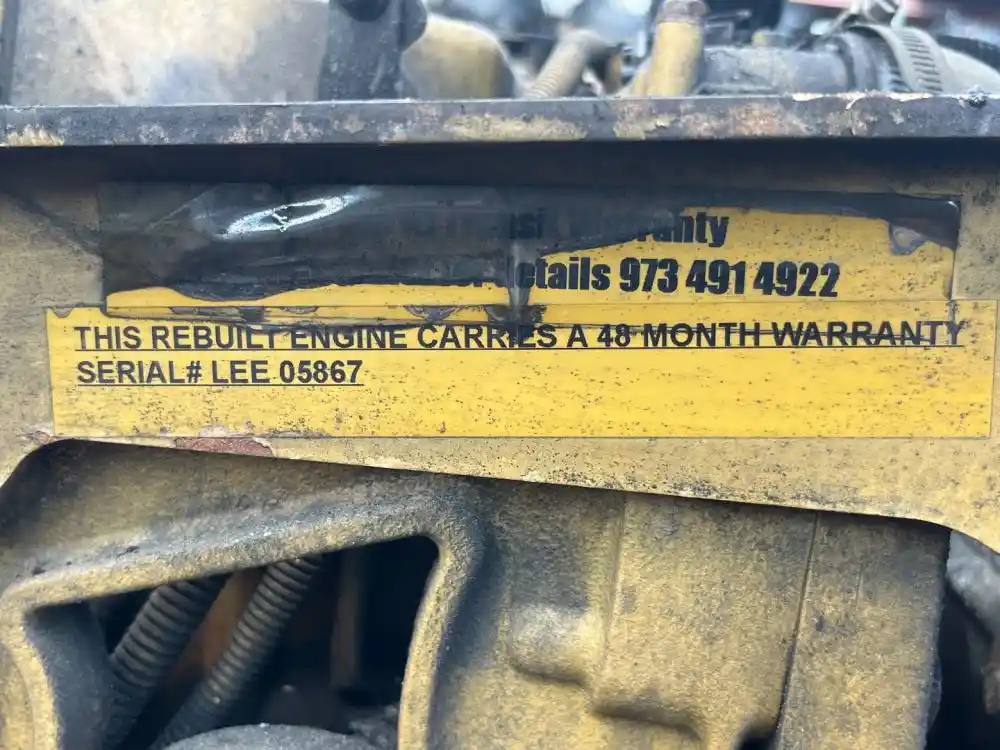 Warranty
details 973 491 4922
THIS REBUILT ENGINE CARRIES A 48 MONTH WARRANTY
SERIAL# LEE 05867